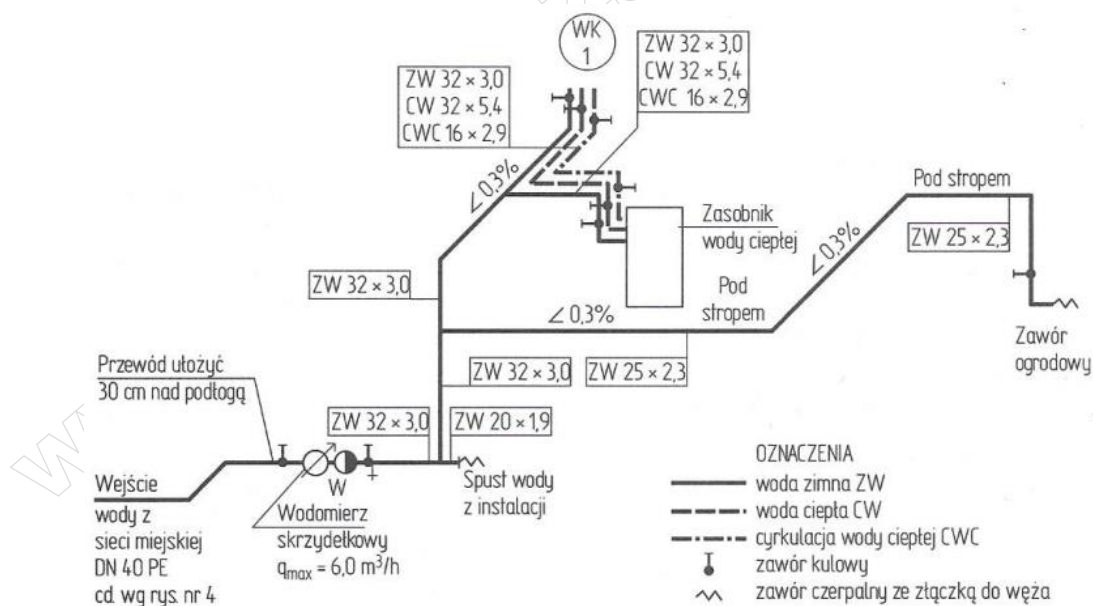 WK
1
ZW 32 × 3,0
CW 32 × 5,4
CWC 16 × 2,9
ZW 32 × 3,0
CW 32 × 5,4
CWC 16 × 2,9
∠ 0,3%
Zasobnik
wody ciepłej
Pod stropem
ZW 25 × 2,3
∠ 0,3%
ZW 32 × 3,0
∠ 0,3%
Pod
stropem
Zawór
ogrodowy
Przewód ułożyć
30 cm nad podłogą
ZW 32 × 3,0
ZW 25 × 2,3
ZW 32 × 3,0
ZW 20 × 1,9
Wejście
wody z
sieci miejskiej
DN 40 PE
cd. wg rys. nr 4
W
Wodomierz
skrzydełkowy
qmax = 6,0 m³/h
Spust wody
z instalacji
OZNACZENIA
woda zimna ZW
woda ciepła CW
cyrkulacja wody ciepłej CWC
zawór kulowy
zawór czerpalny ze złączką do węża